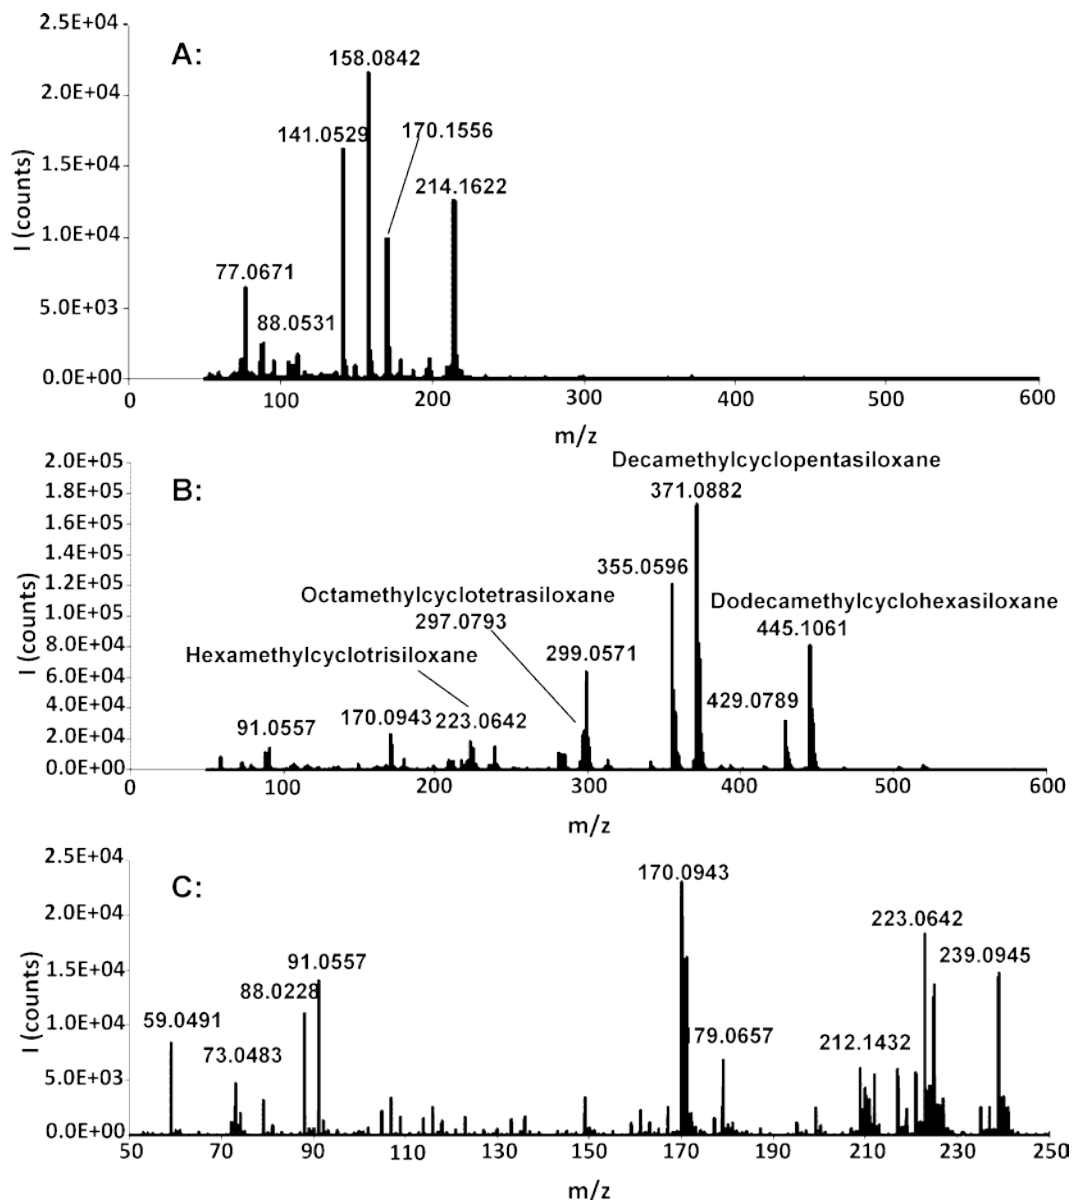 2.5E+04
A:
158.0842
2.0E+04
141.0529
170.1556
1.5E+04
214.1622
I (counts)
1.0E+04
77.0671
88.0531
5.0E+03
0.0E+00
0 100 200 300 400 500 600
m/z
2.0E+05
Decamethylcyclopentasiloxane
B:
1.8E+05
371.0882
1.6E+05
1.4E+05
355.0596
1.2E+05
Octamethylcyclotetrasiloxane
Dodecamethylcyclohexasiloxane
1.0E+05
297.0793
445.1061
I (counts)
8.0E+04
Hexamethylcyclotrisiloxane
299.0571
6.0E+04
429.0789
4.0E+04
91.0557
170.0943
223.0642
2.0E+04
0.0E+00
0 100 200 300 400 500 600
m/z
2.5E+04
C:
170.0943
2.0E+04
223.0642
91.0557
239.0945
1.5E+04
88.0228
I (counts)
59.0491
1.0E+04
73.0483
79.0657
212.1432
5.0E+03
0.0E+00
50 70 90 110 130 150 170 190 210 230 250
m/z